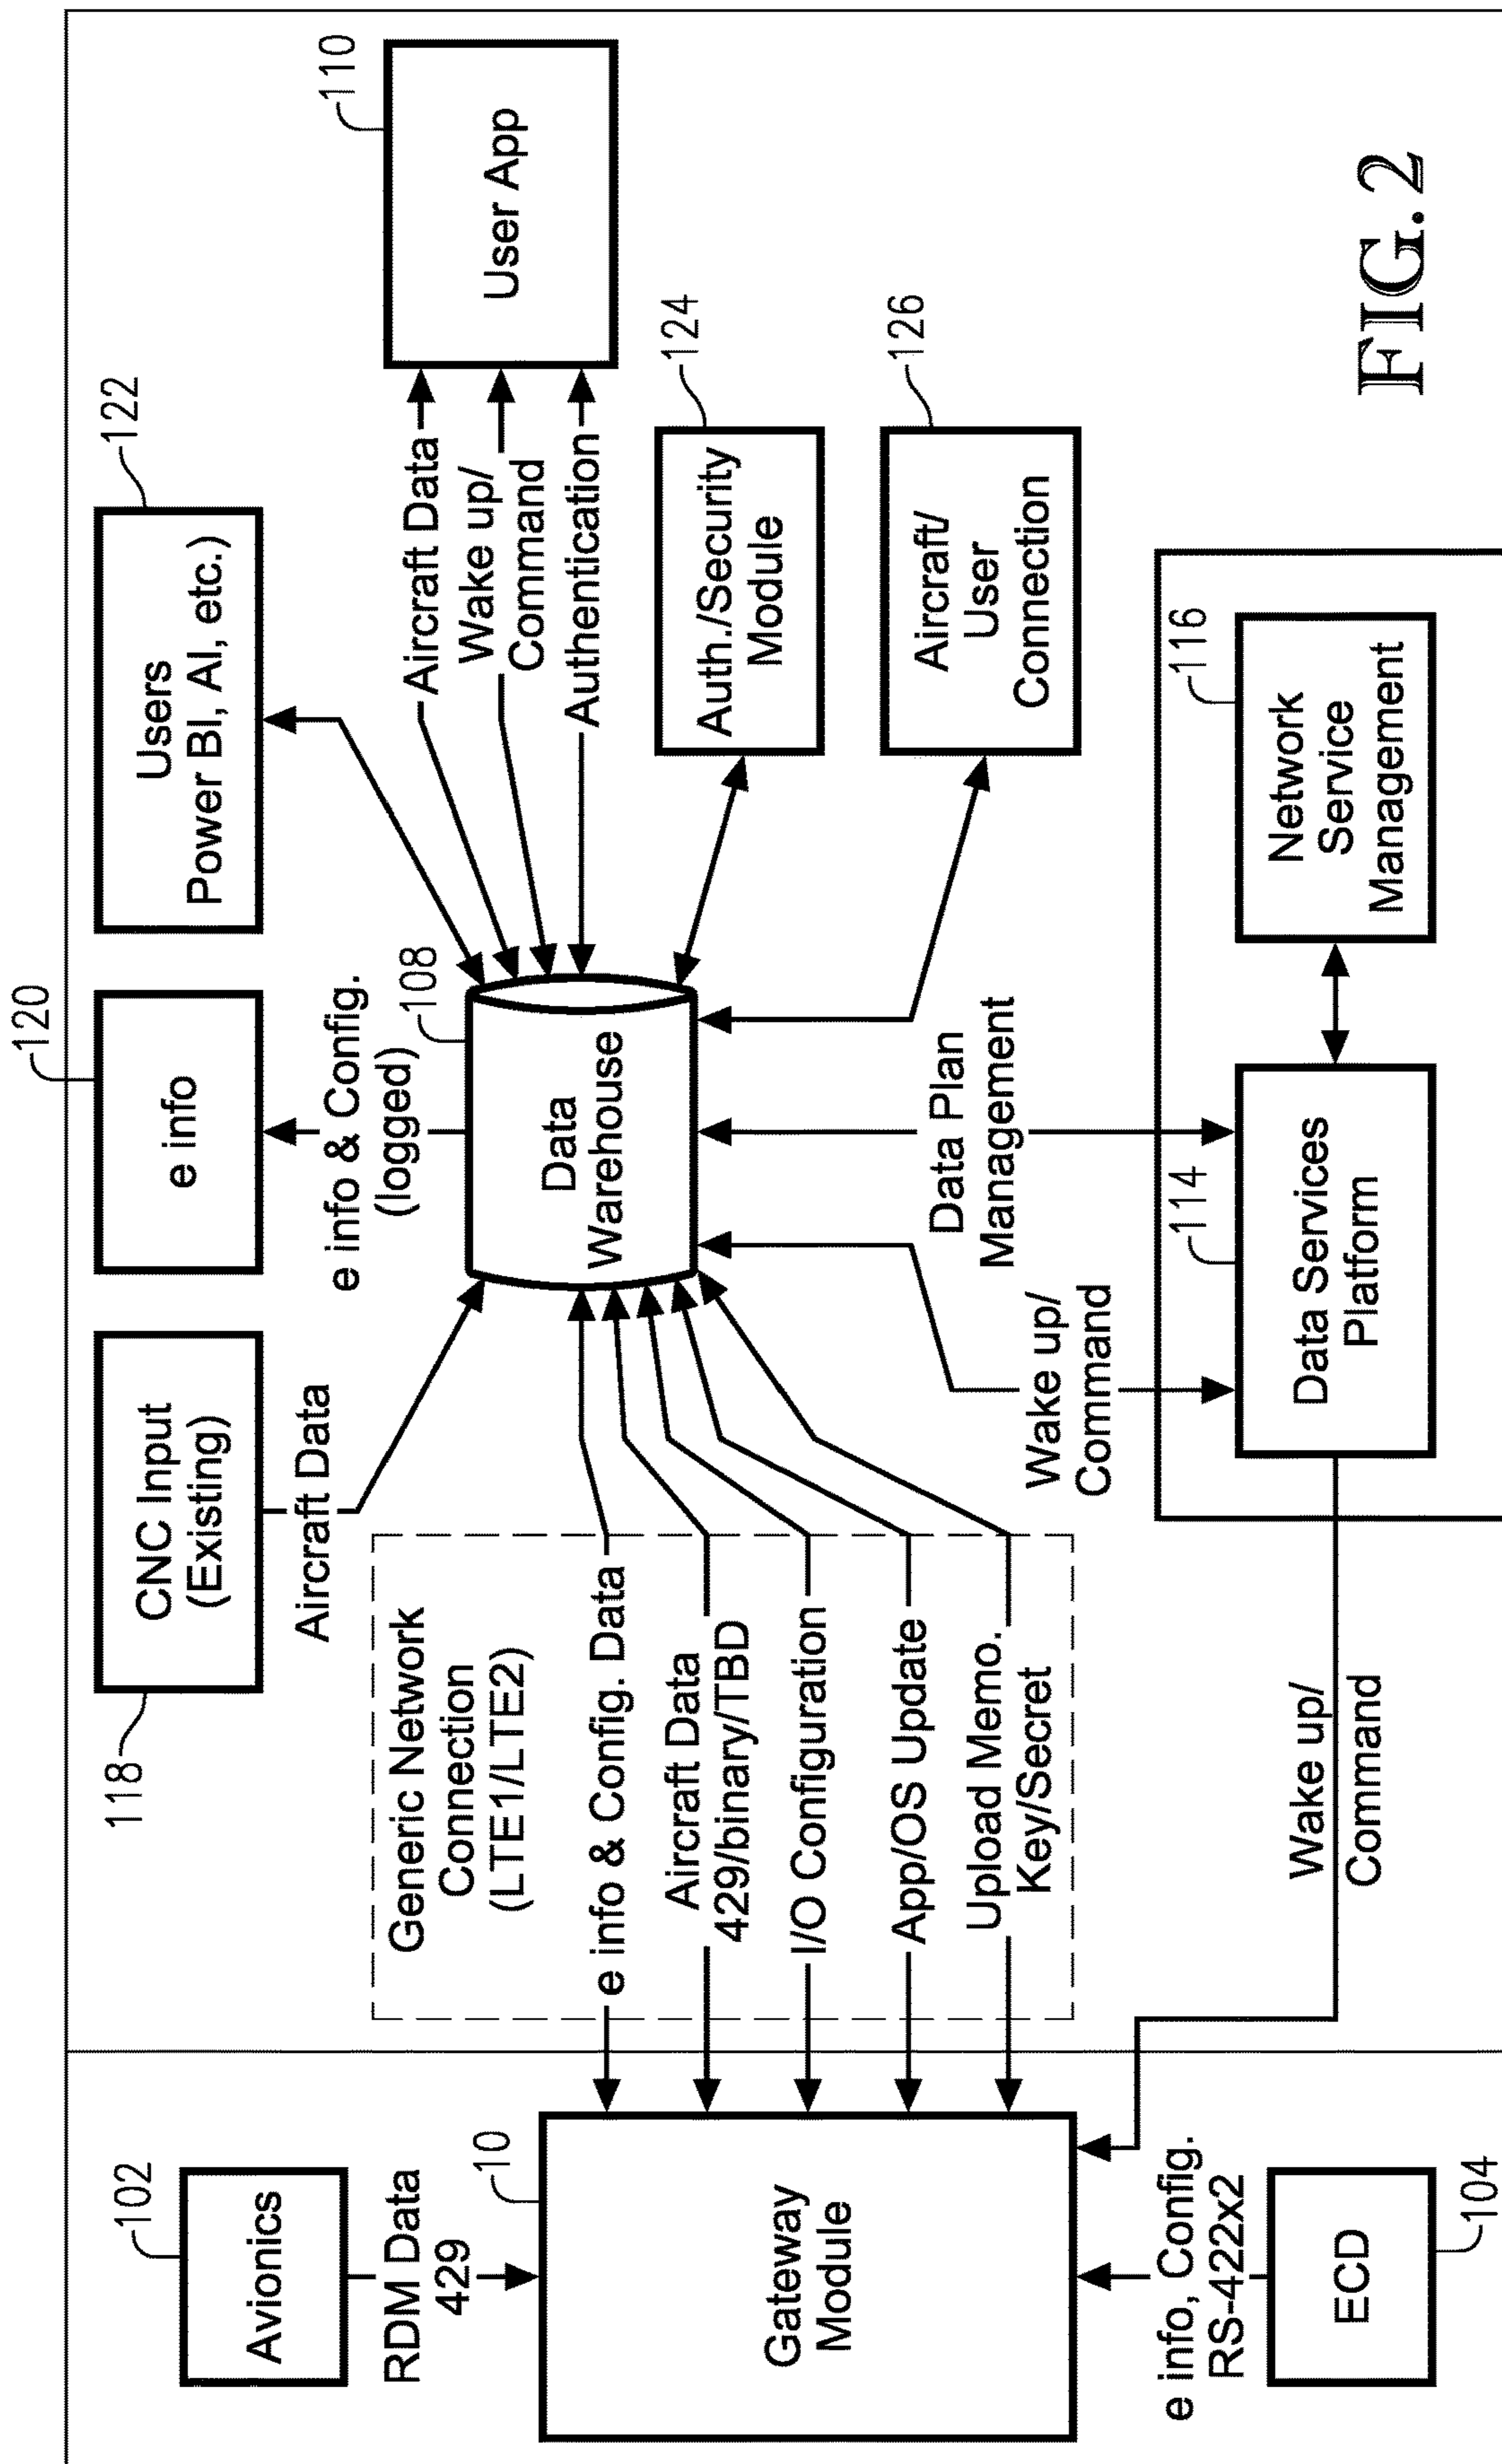 102
Avionics
RDM Data
429
10
Gateway
Module
e info, Config.
RS-422x2
ECD
104
118
CNC Input
(Existing)
Aircraft Data
Generic Network
Connection
(LTE1/LTE2)
e info & Config. Data
Aircraft Data
429/binary/TBD
I/O Configuration
App/OS Update
Upload Memo.
Key/Secret
Wake up/
Command
120
e info
e info & Config.
(logged)
108
Data
Warehouse
Wake up/
Command
Data Plan
Management
114
Data Services
Platform
116
Network
Service
Management
122
Users
Power BI, AI, etc.)
Aircraft Data
Wake up/
Command
Authentication
110
User App
124
Auth./Security
Module
126
Aircraft/
User
Connection
FIG.2